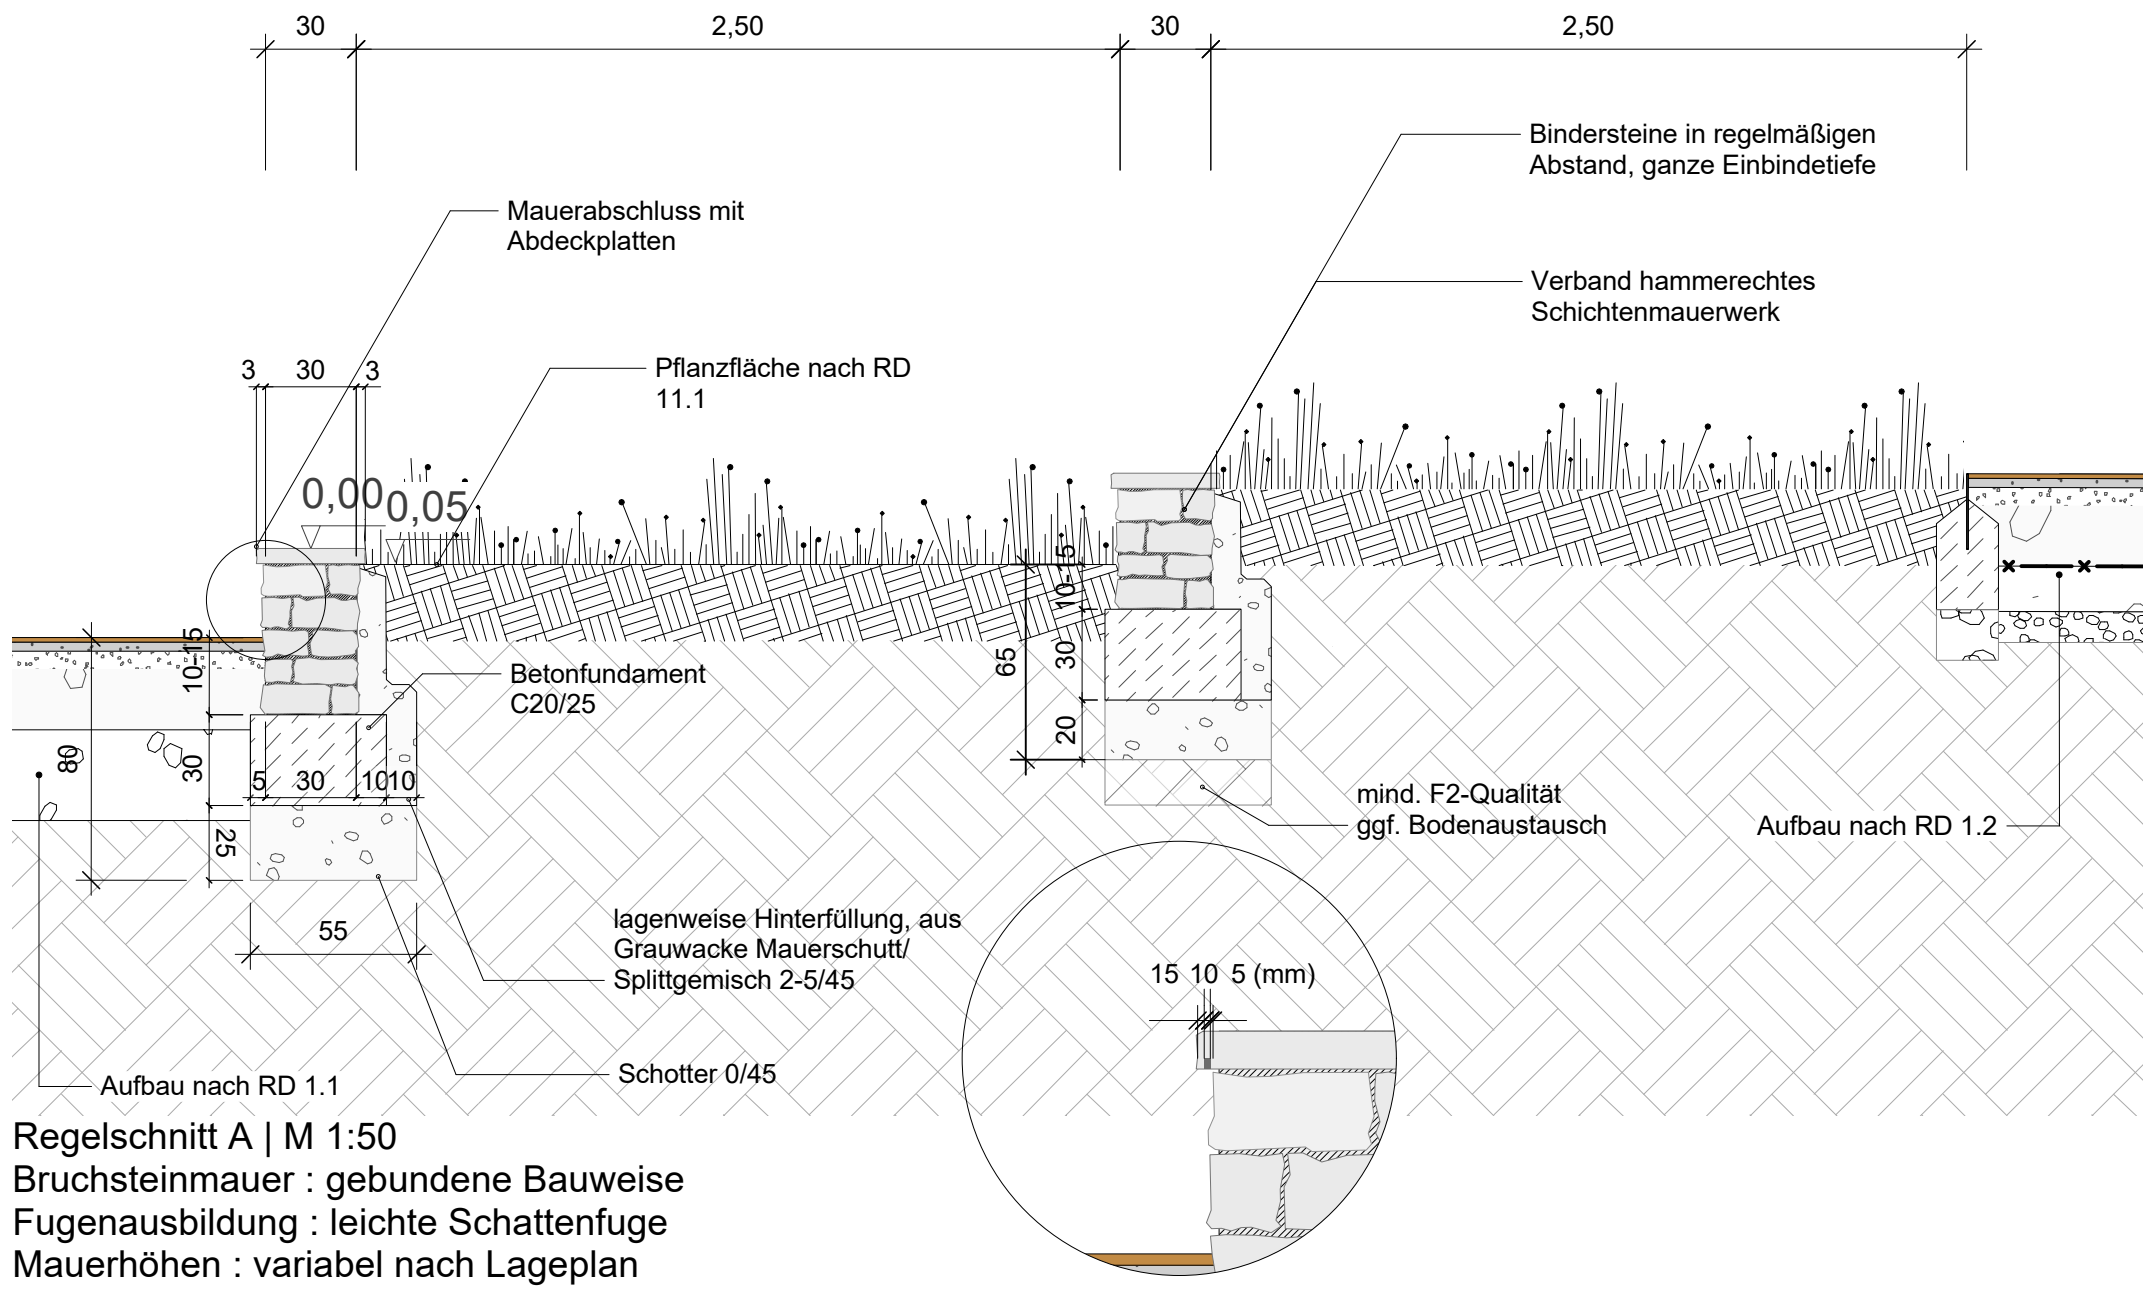 30
2,50
30
2,50
Bindersteine in regelmäßigen
Abstand, ganze Einbindetiefe
Mauerabschluss mit
Abdeckplatten
Verband hammerechtes
Schichtenmauerwerk
3
30
3
Pflanzfläche nach RD
11.1
0,00
0,05
10-15
10-15
65
30
20
Betonfundament
C20/25
80
30
5
30
10
10
25
mind. F2-Qualität
ggf. Bodenaustausch
Aufbau nach RD 1.2
55
lagenweise Hinterfüllung, aus
Grauwacke Mauerschutt/
Splittgemisch 2-5/45
15 10 5 (mm)
Schotter 0/45
Aufbau nach RD 1.1
Regelschnitt A | M 1:50
Bruchsteinmauer : gebundene Bauweise
Fugenausbildung : leichte Schattenfuge
Mauerhöhen : variabel nach Lageplan